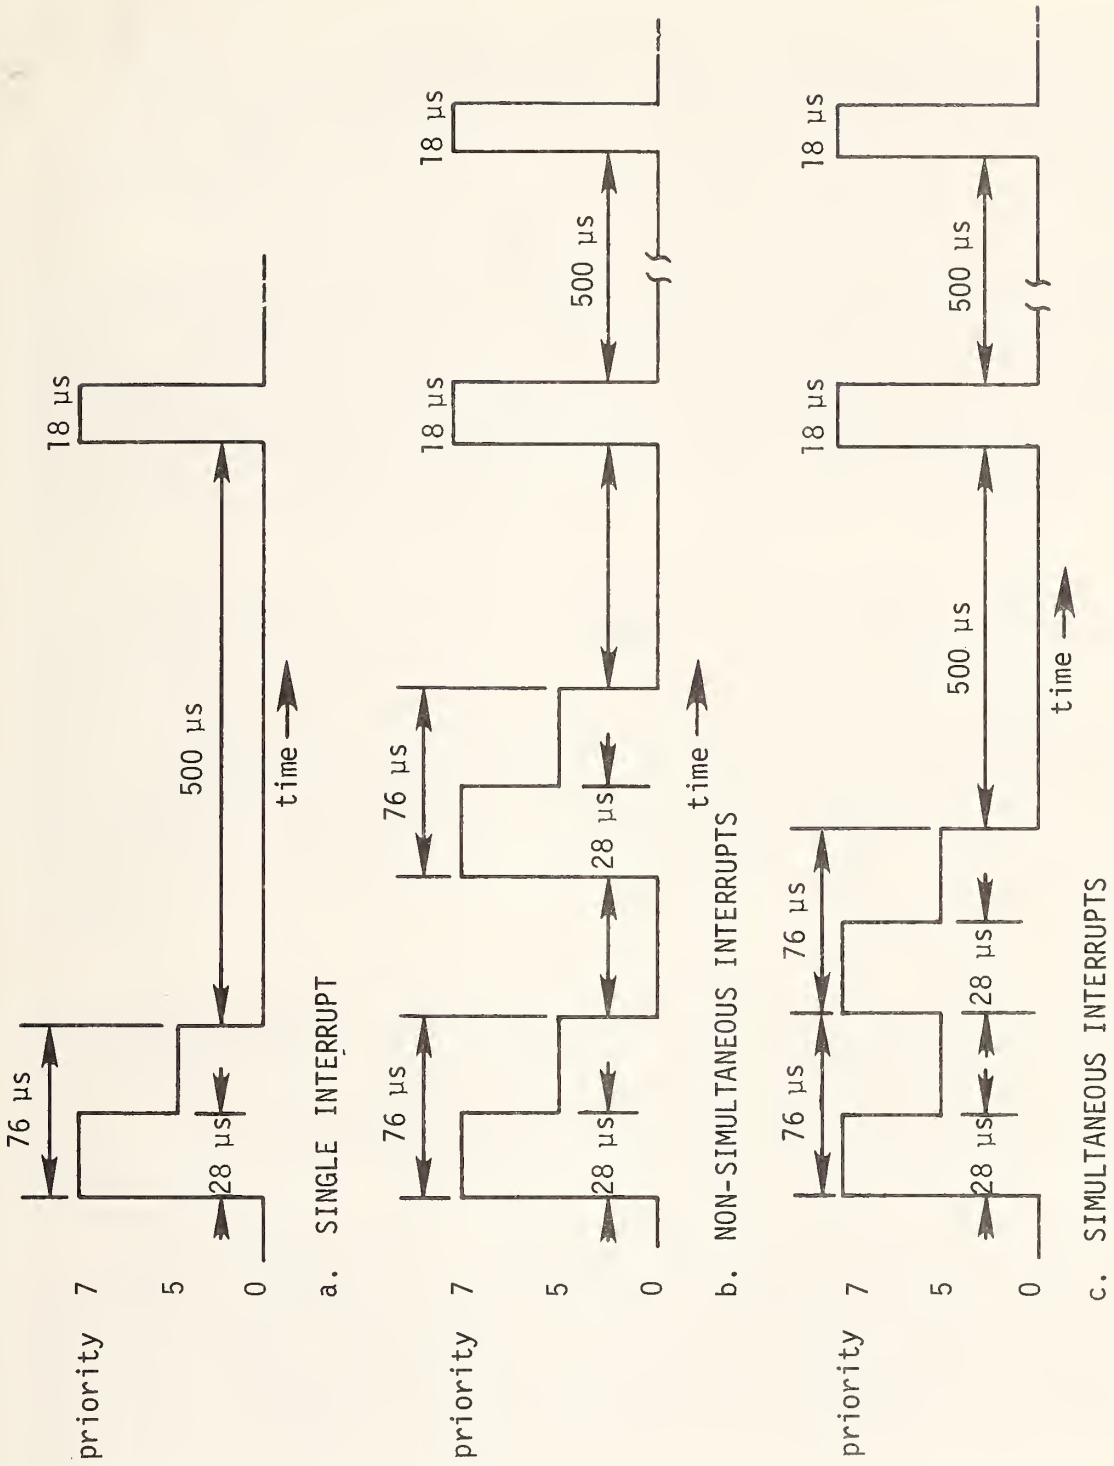 76 µs
18 µs
priority 7
500 µs
5
28 µs
0
time
a. SINGLE INTERRUPT
76 µs
76 µs
18 µs
18 µs
priority 7
500 µs
5
28 µs
28 µs
0
time
b. NON-SIMULTANEOUS INTERRUPTS
76 µs
76 µs
18 µs
18 µs
priority 7
500 µs
500 µs
5
28 µs
28 µs
0
time
c. SIMULTANEOUS INTERRUPTS